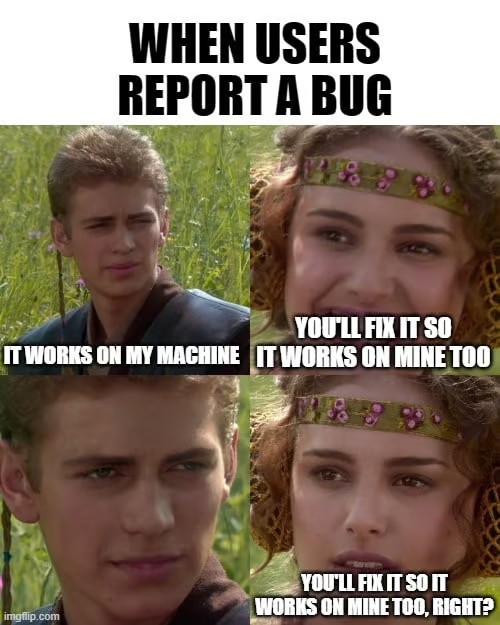 WHEN USERS
REPORT A BUG
IT WORKS ON MY MACHINE
YOU'LL FIX IT SO
IT WORKS ON MINE TOO
YOU'LL FIX IT SO IT
WORKS ON MINE TOO, RIGHT?
imgflip.com